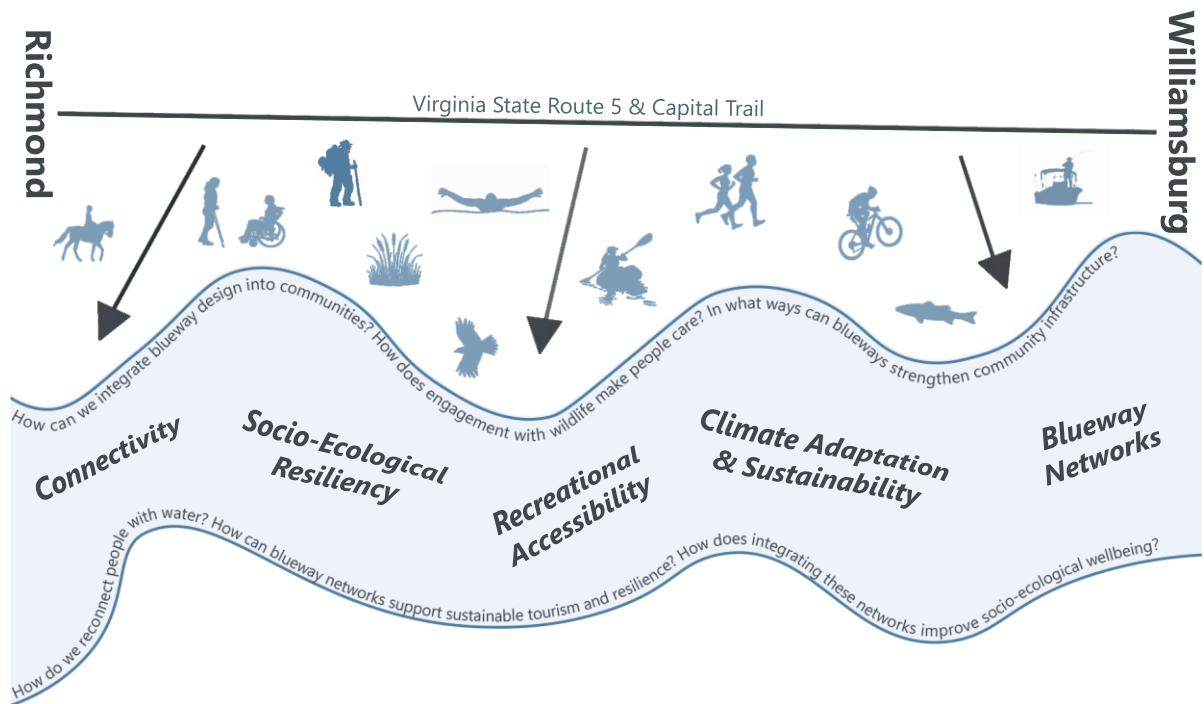 Richmond
Virginia State Route 5 & Capital Trail
Williamsburg
How can we integrate blueway design into communities? How does engagement with wildlife make people care? In what ways can blueways strengthen community infrastructure?
Connectivity
Socio-Ecological
Resiliency
Recreational
Accessibility
Climate Adaptation
& Sustainability
Blueway
Networks
How do we reconnect people with water? How can blueway networks support sustainable tourism and resilience? How does integrating these networks improve socio-ecological wellbeing?